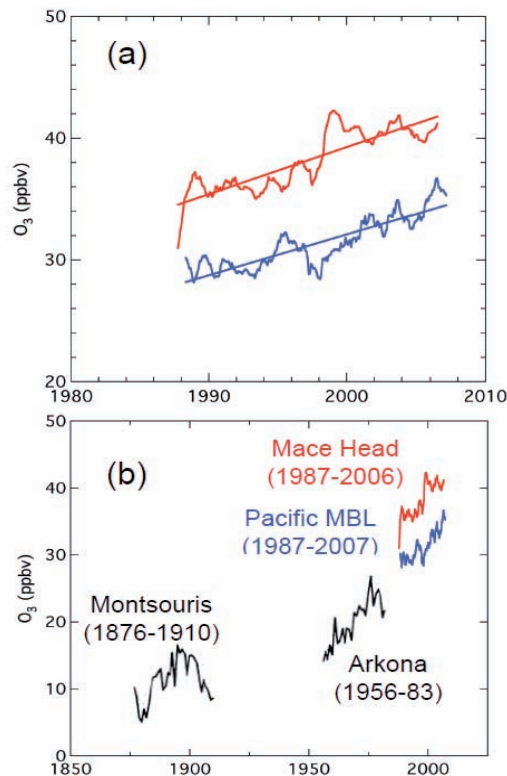 50
(a)
40
O₃ (ppbv)
30
20
1980
1990
2000
2010
50
(b)
Mace Head
(1987-2006)
40
Pacific MBL
(1987-2007)
30
O₃ (ppbv)
20
Montsouris
(1876-1910)
Arkona
(1956-83)
10
0
1850
1900
1950
2000